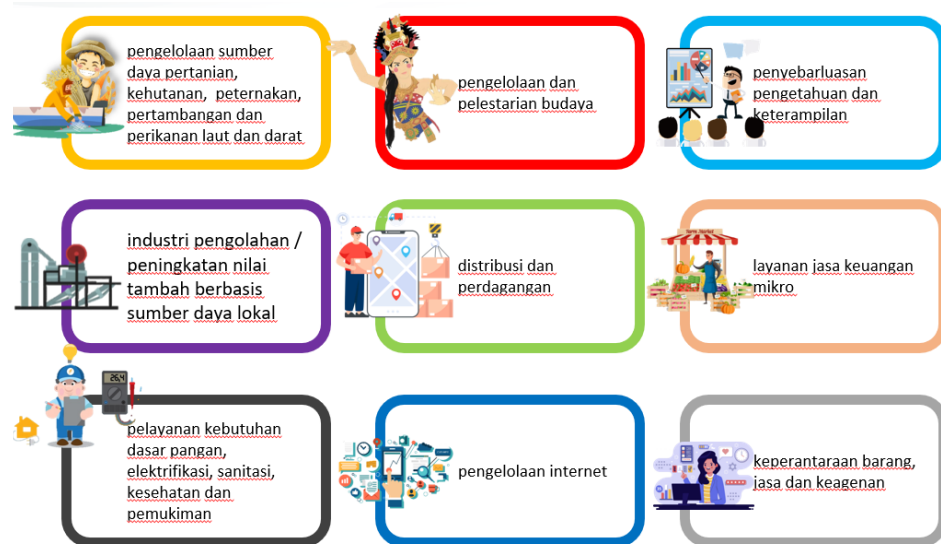 pengelolaan sumber
daya pertanian,
kehutanan, peternakan,
pertambangan dan
perikanan laut dan darat
pengelolaan dan
pelestarian budaya
penyebarluasan
pengetahuan dan
keterampilan
industri pengolahan /
peningkatan nilai
tambah berbasis
sumber daya lokal
distribusi dan
perdagangan
layanan jasa keuangan
mikro
26,4
pelayanan kebutuhan
dasar pangan,
elektrifikasi, sanitasi,
kesehatan dan
pemukiman
pengelolaan internet
keperantaraan barang,
jasa dan keagenan